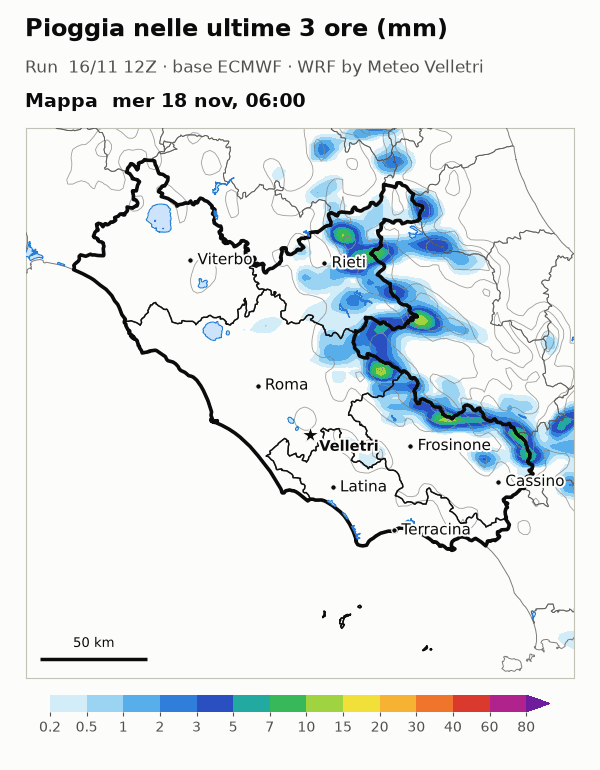 Pioggia nelle ultime 3 ore (mm)
Run  16/11 12Z · base ECMWF · WRF by Meteo Velletri
Mappa  mer 18 nov, 06:00
Viterbo
Rieti
Roma
Velletri
Frosinone
Latina
Cassino
Terracina
50 km
0.2 0.5 1 2 3 5 7 10 15 20 30 40 60 80